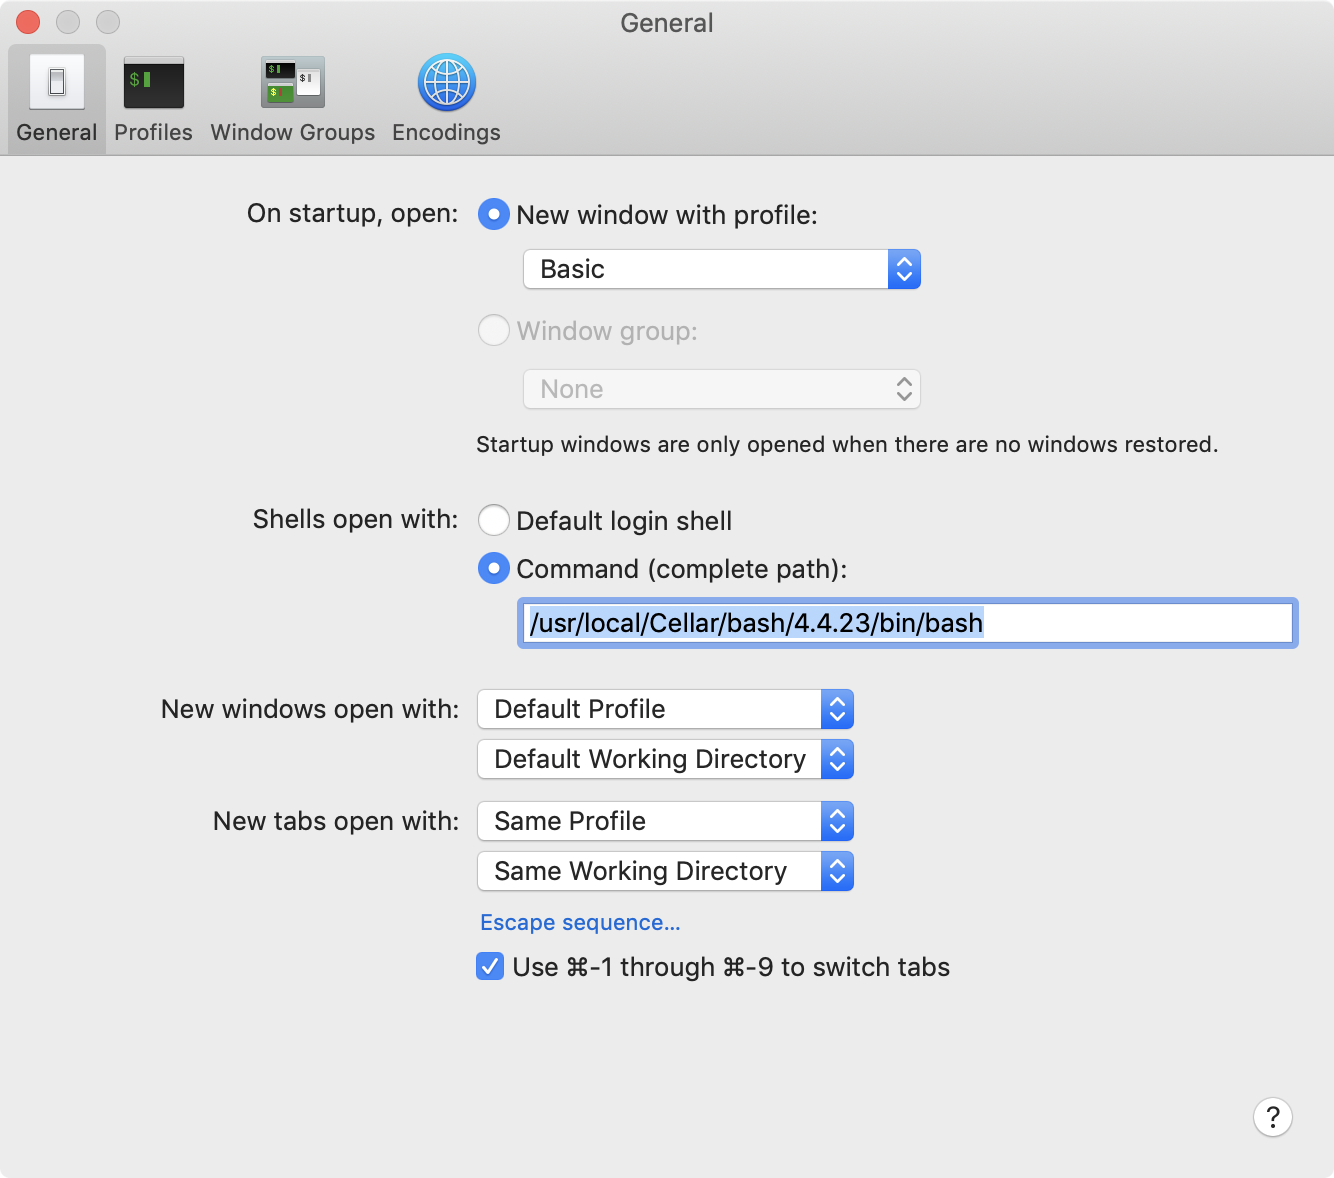 General
General Profiles Window Groups Encodings
On startup, open: New window with profile:
Basic
Window group:
None
Startup windows are only opened when there are no windows restored.
Shells open with: Default login shell
Command (complete path):
/usr/local/Cellar/bash/4.4.23/bin/bash
New windows open with: Default Profile
Default Working Directory
New tabs open with: Same Profile
Same Working Directory
Escape sequence...
Use ⌘-1 through ⌘-9 to switch tabs
?